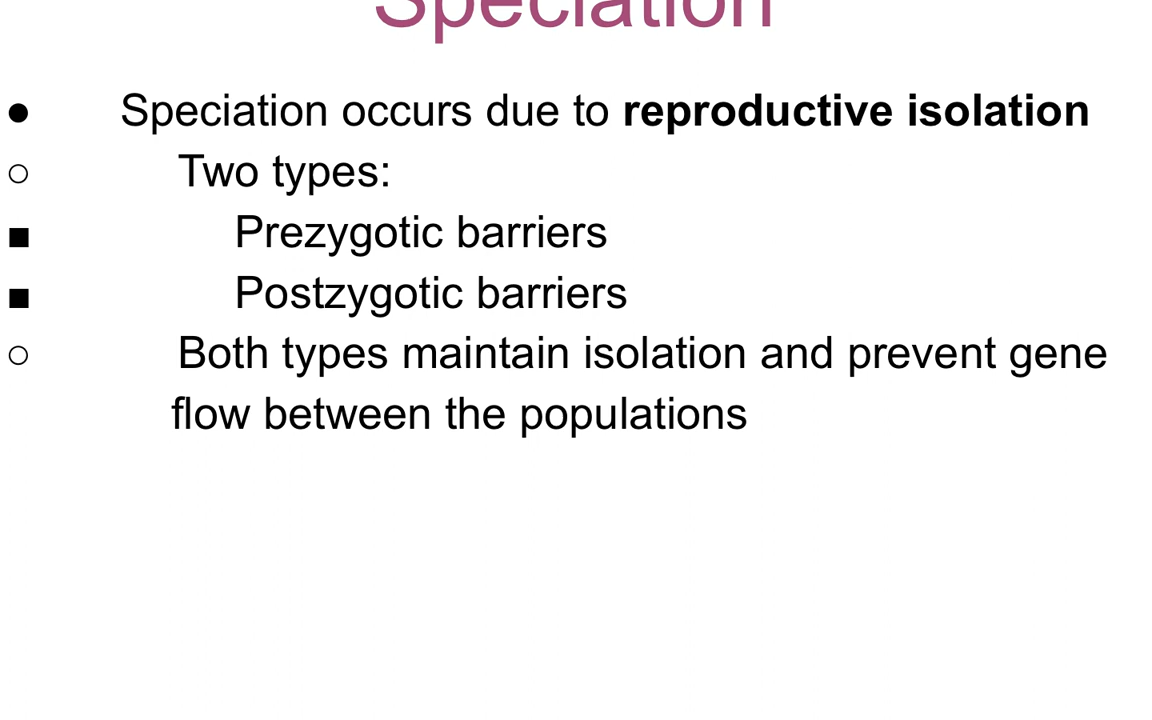 Speciation
● Speciation occurs due to reproductive isolation
○ Two types:
■ Prezygotic barriers
■ Postzygotic barriers
○ Both types maintain isolation and prevent gene
flow between the populations